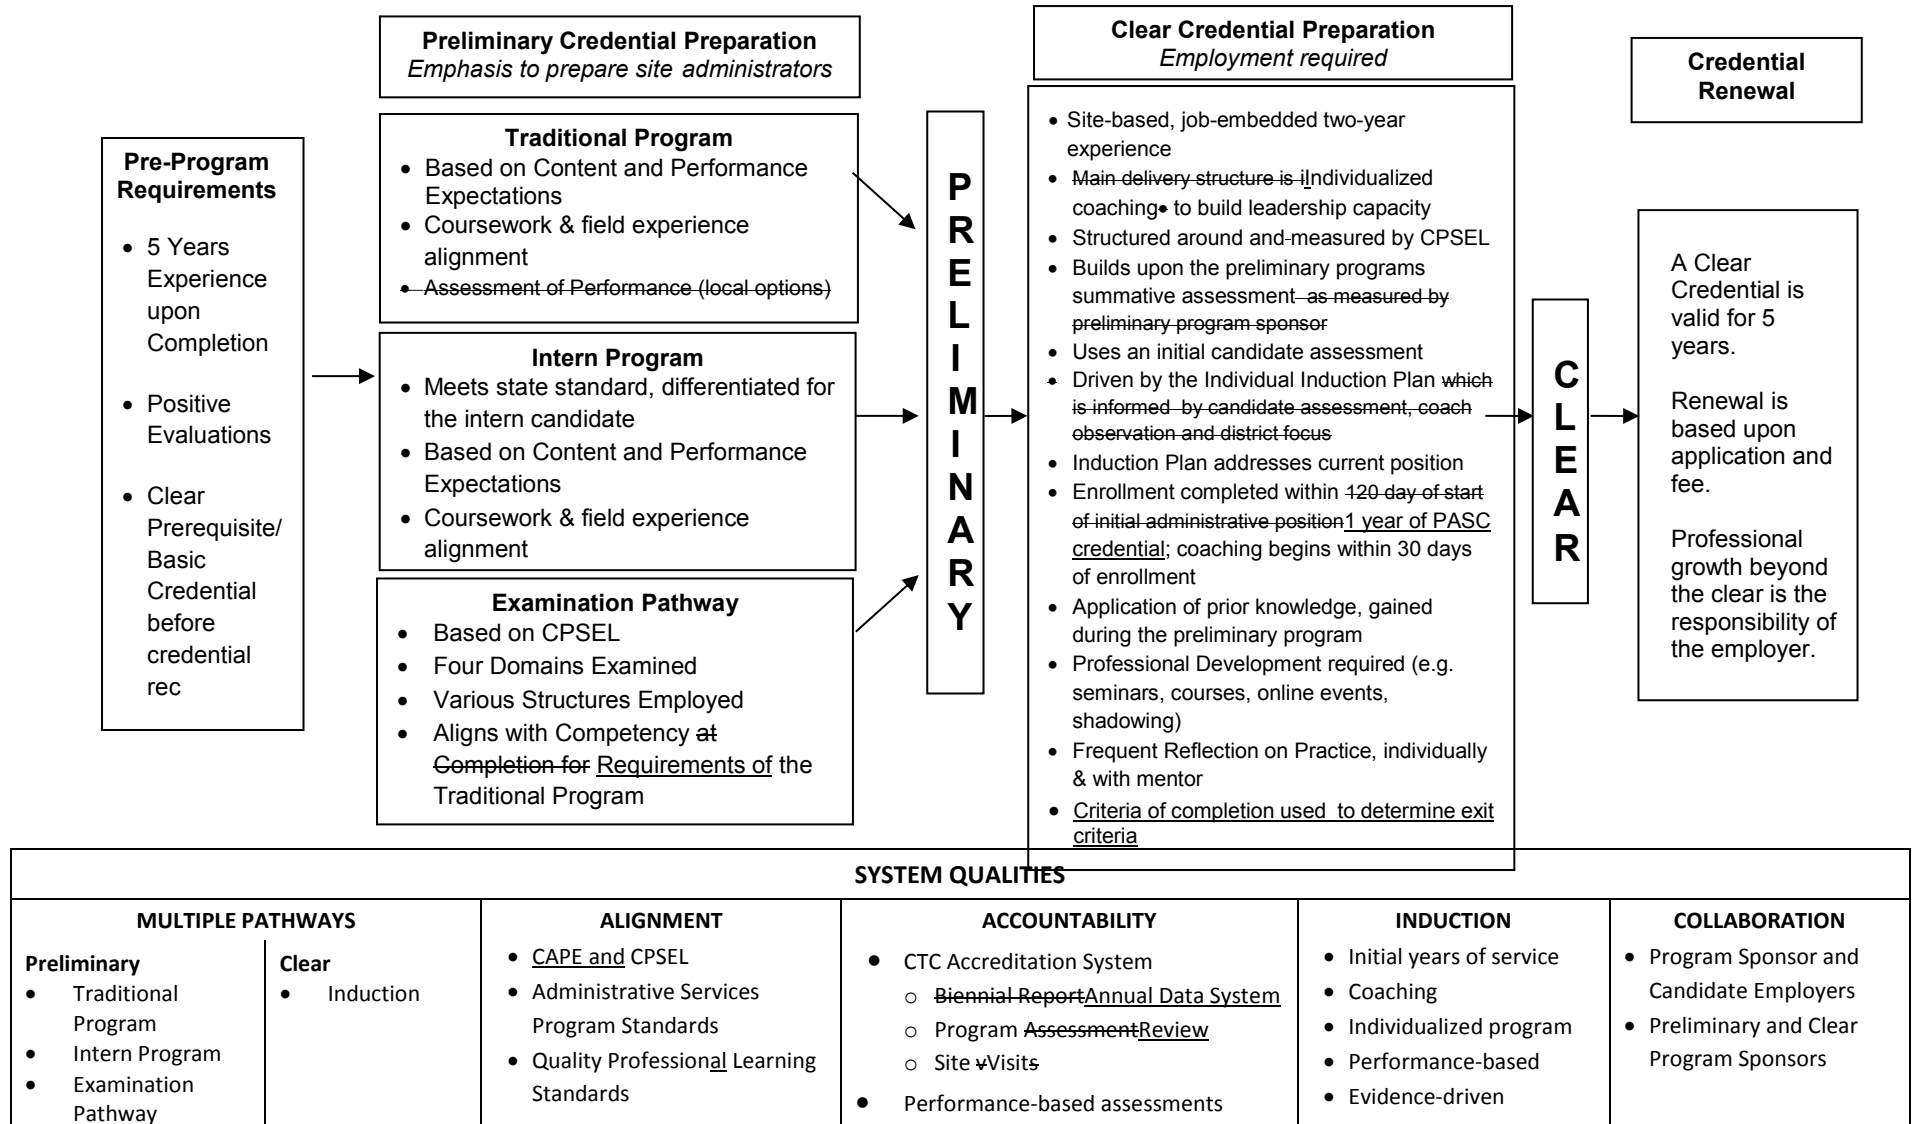 Preliminary Credential Preparation
Emphasis to prepare site administrators
Clear Credential Preparation
Employment required
Credential
Renewal
Pre-Program
Requirements
• 5 Years
Experience
upon
Completion
• Positive
Evaluations
• Clear
Prerequisite/
Basic
Credential
before
credential
rec
Traditional Program
• Based on Content and Performance
Expectations
• Coursework & field experience
alignment
• Assessment of Performance (local options)
Intern Program
• Meets state standard, differentiated for
the intern candidate
• Based on Content and Performance
Expectations
• Coursework & field experience
alignment
Examination Pathway
• Based on CPSEL
• Four Domains Examined
• Various Structures Employed
• Aligns with Competency at
Completion for Requirements of the
Traditional Program
P
R
E
L
I
M
I
N
A
R
Y
• Site-based, job-embedded two-year
experience
• Main delivery structure is iIndividualized
coaching• to build leadership capacity
• Structured around and measured by CPSEL
• Builds upon the preliminary programs
summative assessment as measured by
preliminary program sponsor
• Uses an initial candidate assessment
• Driven by the Individual Induction Plan which
is informed by candidate assessment, coach
observation and district focus
• Induction Plan addresses current position
• Enrollment completed within 120 day of start
of initial administrative position1 year of PASC
credential; coaching begins within 30 days
of enrollment
• Application of prior knowledge, gained
during the preliminary program
• Professional Development required (e.g.
seminars, courses, online events,
shadowing)
• Frequent Reflection on Practice, individually
& with mentor
• Criteria of completion used to determine exit
criteria
C
L
E
A
R
A Clear
Credential is
valid for 5
years.
Renewal is
based upon
application and
fee.
Professional
growth beyond
the clear is the
responsibility of
the employer.
SYSTEM QUALITIES
MULTIPLE PATHWAYS
Preliminary
• Traditional
Program
• Intern Program
• Examination
Pathway
Clear
• Induction
ALIGNMENT
• CAPE and CPSEL
• Administrative Services
Program Standards
• Quality Professional Learning
Standards
ACCOUNTABILITY
• CTC Accreditation System
o Biennial ReportAnnual Data System
o Program AssessmentReview
o Site vVisits
• Performance-based assessments
INDUCTION
• Initial years of service
• Coaching
• Individualized program
• Performance-based
• Evidence-driven
COLLABORATION
• Program Sponsor and
Candidate Employers
• Preliminary and Clear
Program Sponsors